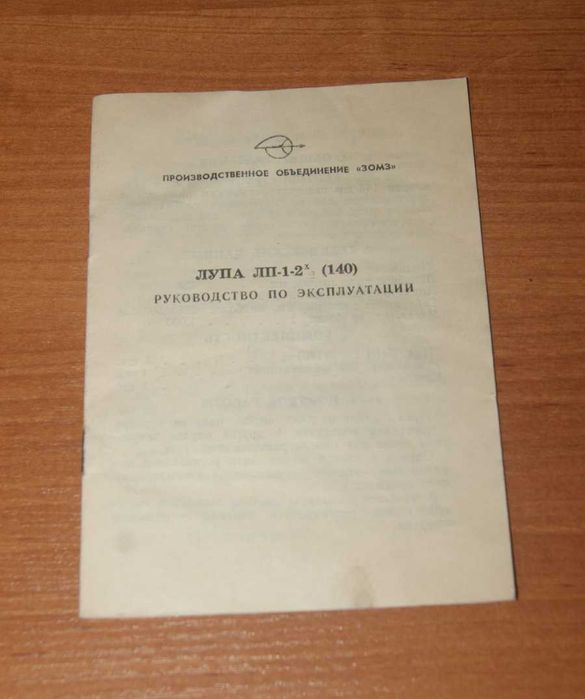 ПРОИЗВОДСТВЕННОЕ ОБЪЕДИНЕНИЕ «ЗОМЗ»
ЛУПА ЛП-1-2ˣ (140)
РУКОВОДСТВО ПО ЭКСПЛУАТАЦИИ